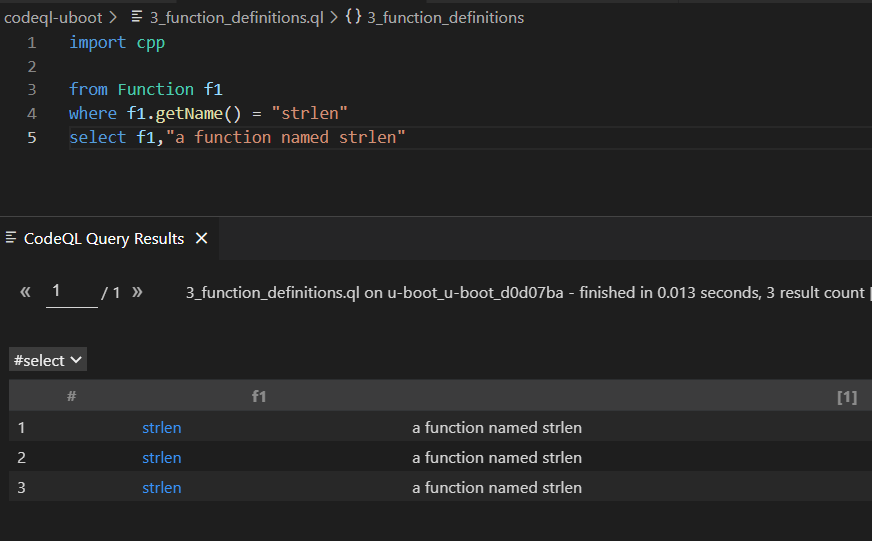 codeql-uboot > 3_function_definitions.ql > {} 3_function_definitions
1 import cpp
2
3 from Function f1
4 where f1.getName() = "strlen"
5 select f1,"a function named strlen"
CodeQL Query Results ×
« 1 / 1 » 3_function_definitions.ql on u-boot_u-boot_d0d07ba - finished in 0.013 seconds, 3 result count [
#select
# f1 [1]
1 strlen a function named strlen
2 strlen a function named strlen
3 strlen a function named strlen